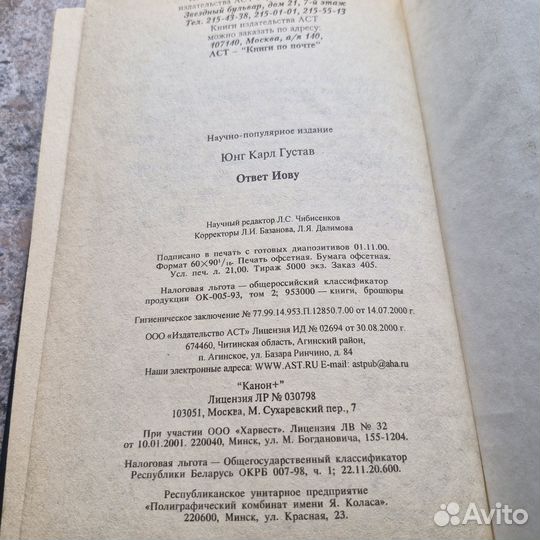 издательства АСТ
Звездный бульвар, дом 21, 7-й этаж
Тел. 215-43-38, 215-01-01, 215-55-13
Книги издательства АСТ
можно заказать по адресу:
107140, Москва, а/я 140,
АСТ – "Книги по почте"
Научно-популярное издание
Юнг Карл Густав
Ответ Иову
Научный редактор Л.С. Чибисенков
Корректоры Л.И. Базанова, Л.Я. Далимова
Подписано в печать с готовых диапозитивов 01.11.00.
Формат 60×90¹/₁₆. Печать офсетная. Бумага офсетная.
Усл. печ. л. 21,00. Тираж 5000 экз. Заказ 405.
Налоговая льгота – общероссийский классификатор
продукции ОК-005-93, том 2; 953000 — книги, брошюры
Гигиеническое заключение № 77.99.14.953.П.12850.7.00 от 14.07.2000 г.
ООО «Издательство АСТ» Лицензия ИД № 02694 от 30.08.2000 г.
674460, Читинская область, Агинский район,
п. Агинское, ул. Базара Ринчино, д. 84
Наши электронные адреса: WWW.AST.RU E-mail: astpub@aha.ru
"Канон+"
Лицензия ЛР № 030798
103051, Москва, М. Сухаревский пер., 7
При участии ООО «Харвест». Лицензия ЛВ № 32
от 10.01.2001. 220040, Минск, ул. М. Богдановича, 155-1204.
Налоговая льгота – Общегосударственный классификатор
Республики Беларусь ОКРБ 007-98, ч. 1; 22.11.20.600.
Республиканское унитарное предприятие
«Полиграфический комбинат имени Я. Коласа».
220600, Минск, ул. Красная, 23.
Avito